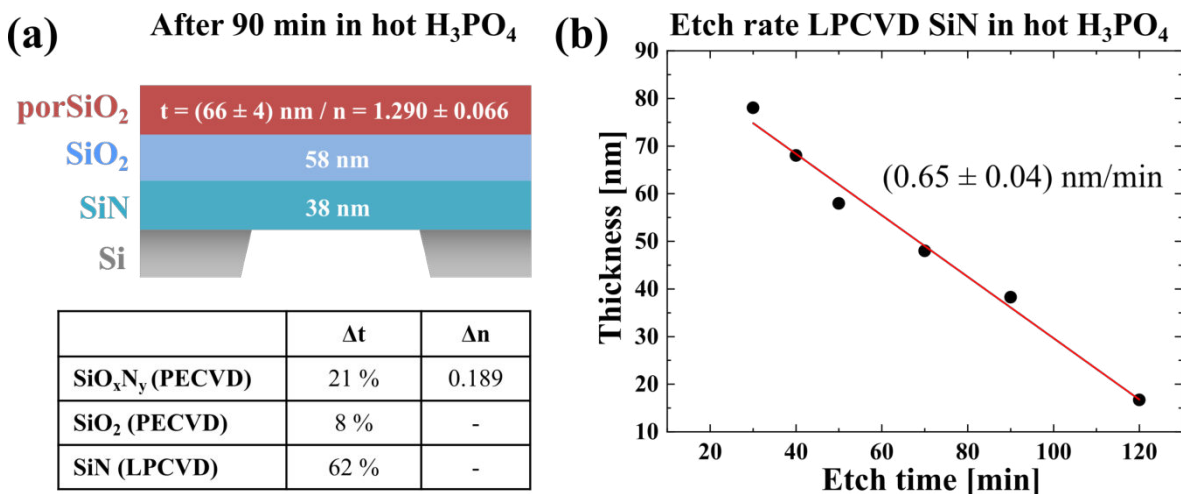 (a) After 90 min in hot H₃PO₄
porSiO₂ t = (66 ± 4) nm / n = 1.290 ± 0.066
SiO₂ 58 nm
SiN 38 nm
Si
Δt Δn
SiOₓNᵧ (PECVD) 21 % 0.189
SiO₂ (PECVD) 8 % -
SiN (LPCVD) 62 % -
(b) Etch rate LPCVD SiN in hot H₃PO₄
Thickness [nm]
90
80
70
60
50
40
30
20
10
(0.65 ± 0.04) nm/min
20 40 60 80 100 120
Etch time [min]